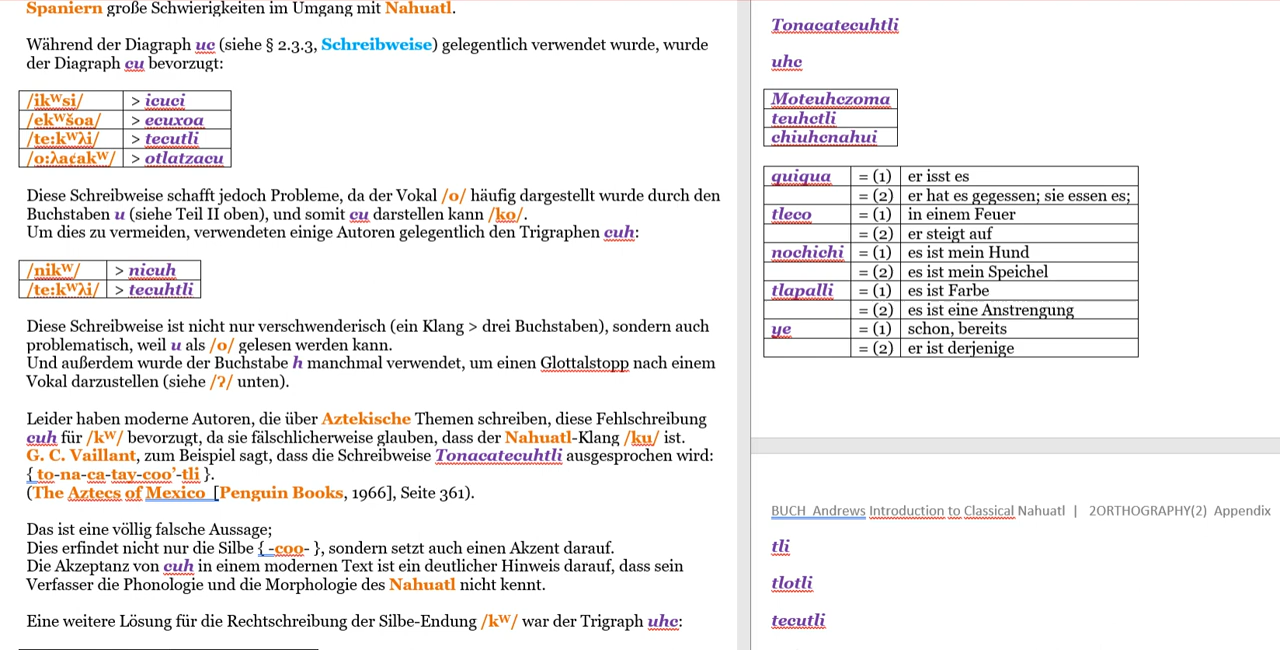 Spaniern große Schwierigkeiten im Umgang mit Nahuatl.
Während der Diagraph uc (siehe § 2.3.3, Schreibweise) gelegentlich verwendet wurde, wurde
der Diagraph cu bevorzugt:
/ikᵂsi/ > icuci
/ekᵂšoa/ > ecuxoa
/te:kᵂλi/ > tecutli
/o:λa¢akᵂ/ > otlatzacu
Diese Schreibweise schafft jedoch Probleme, da der Vokal /o/ häufig dargestellt wurde durch den
Buchstaben u (siehe Teil II oben), und somit cu darstellen kann /ko/.
Um dies zu vermeiden, verwendeten einige Autoren gelegentlich den Trigraphen cuh:
/nikᵂ/ > nicuh
/te:kᵂλi/ > tecuhtli
Diese Schreibweise ist nicht nur verschwenderisch (ein Klang > drei Buchstaben), sondern auch
problematisch, weil u als /o/ gelesen werden kann.
Und außerdem wurde der Buchstabe h manchmal verwendet, um einen Glottalstopp nach einem
Vokal darzustellen (siehe /ʔ/ unten).
Leider haben moderne Autoren, die über Aztekische Themen schreiben, diese Fehlschreibung
cuh für /kᵂ/ bevorzugt, da sie fälschlicherweise glauben, dass der Nahuatl-Klang /ku/ ist.
G. C. Vaillant, zum Beispiel sagt, dass die Schreibweise Tonacatecuhtli ausgesprochen wird:
{ to-na-ca-tay-coo’-tli }.
(The Aztecs of Mexico [Penguin Books, 1966], Seite 361).
Das ist eine völlig falsche Aussage;
Dies erfindet nicht nur die Silbe { -coo- }, sondern setzt auch einen Akzent darauf.
Die Akzeptanz von cuh in einem modernen Text ist ein deutlicher Hinweis darauf, dass sein
Verfasser die Phonologie und die Morphologie des Nahuatl nicht kennt.
Eine weitere Lösung für die Rechtschreibung der Silbe-Endung /kᵂ/ war der Trigraph uhc:
Tonacatecuhtli
uhc
Moteuhczoma
teuhctli
chiuhcnahui
quiqua = (1) er isst es
= (2) er hat es gegessen; sie essen es;
tleco = (1) in einem Feuer
= (2) er steigt auf
nochichi = (1) es ist mein Hund
= (2) es ist mein Speichel
tlapalli = (1) es ist Farbe
= (2) es ist eine Anstrengung
ye = (1) schon, bereits
= (2) er ist derjenige
BUCH Andrews Introduction to Classical Nahuatl | 2ORTHOGRAPHY(2) Appendix
tli
tlotli
tecutli